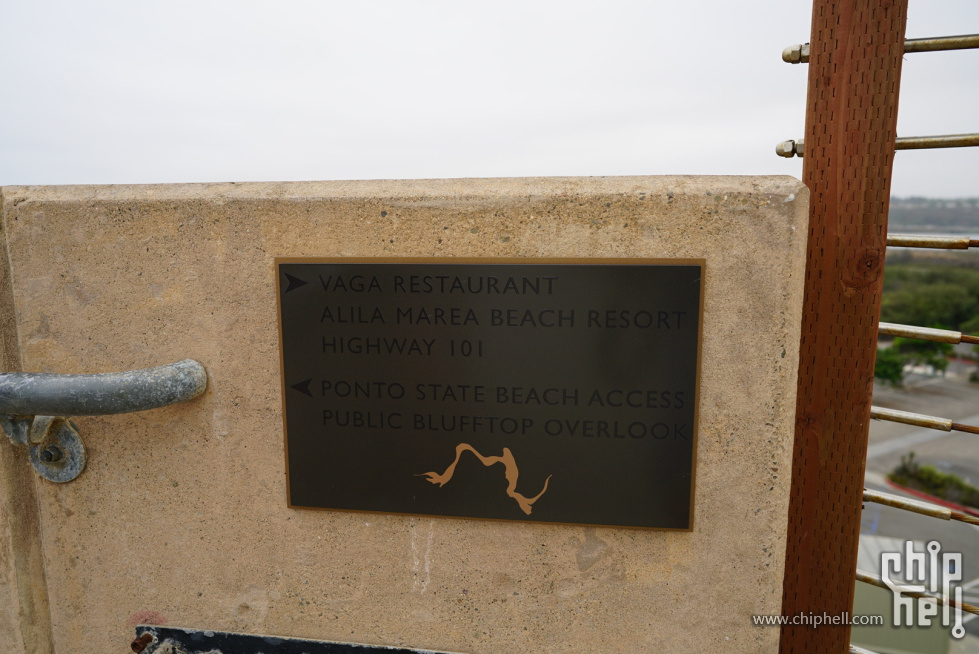 VAGA RESTAURANT
ALILA MAREA BEACH RESORT
HIGHWAY 101
PONTO STATE BEACH ACCESS
PUBLIC BLUFFTOP OVERLOOK
www.chiphell.com
chip
hell